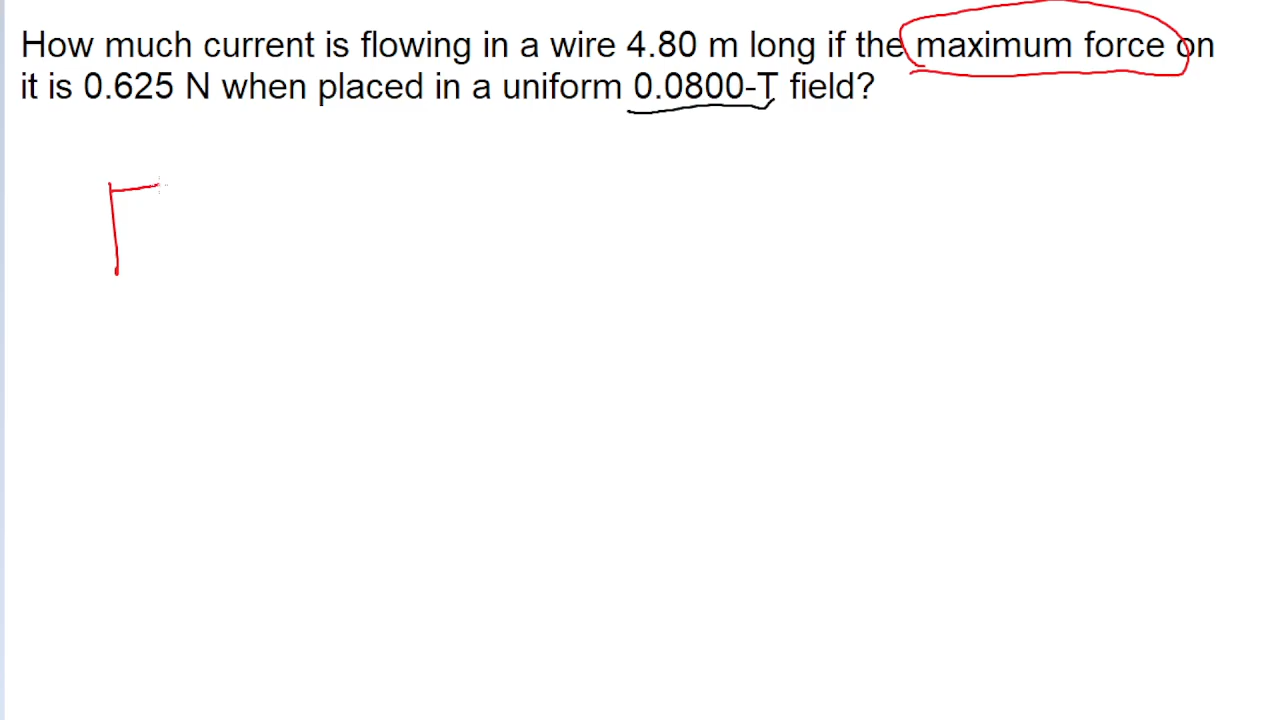 How much current is flowing in a wire 4.80 m long if the maximum force on
it is 0.625 N when placed in a uniform 0.0800-T field?